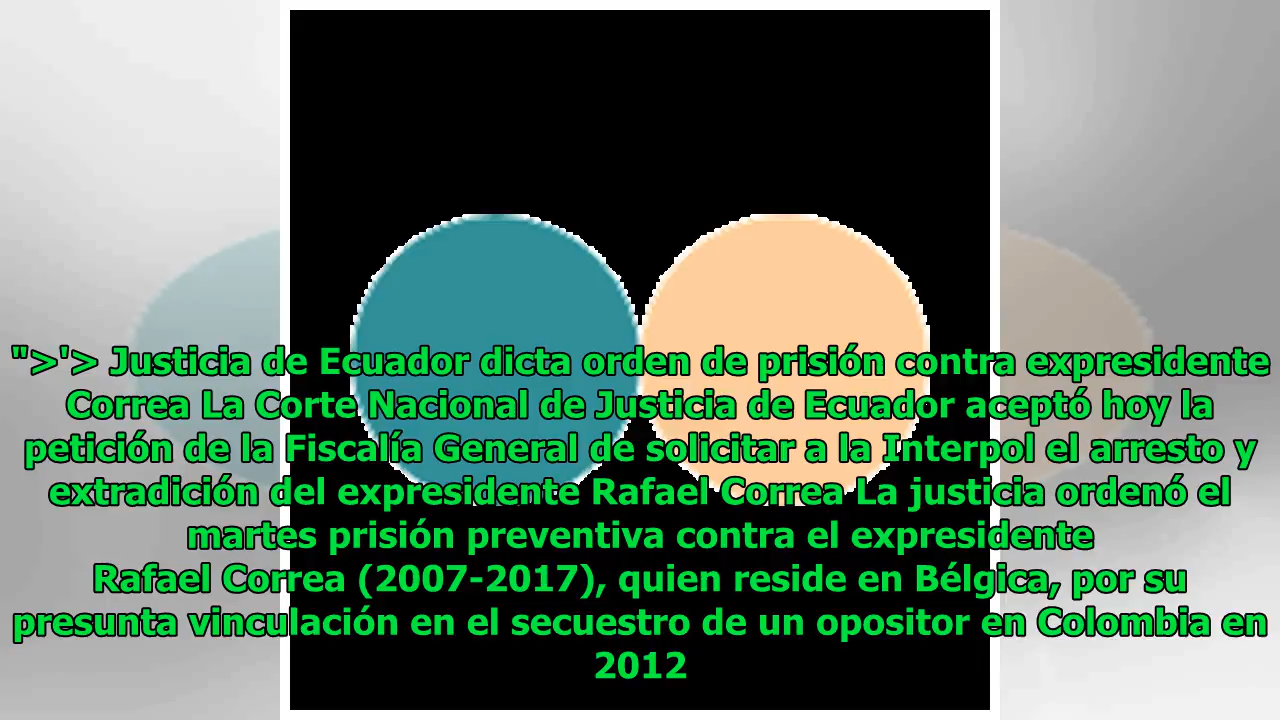 ">'> Justicia de Ecuador dicta orden de prisión contra expresidente
Correa La Corte Nacional de Justicia de Ecuador aceptó hoy la
petición de la Fiscalía General de solicitar a la Interpol el arresto y
extradición del expresidente Rafael Correa La justicia ordenó el
martes prisión preventiva contra el expresidente
Rafael Correa (2007-2017), quien reside en Bélgica, por su
presunta vinculación en el secuestro de un opositor en Colombia en
2012